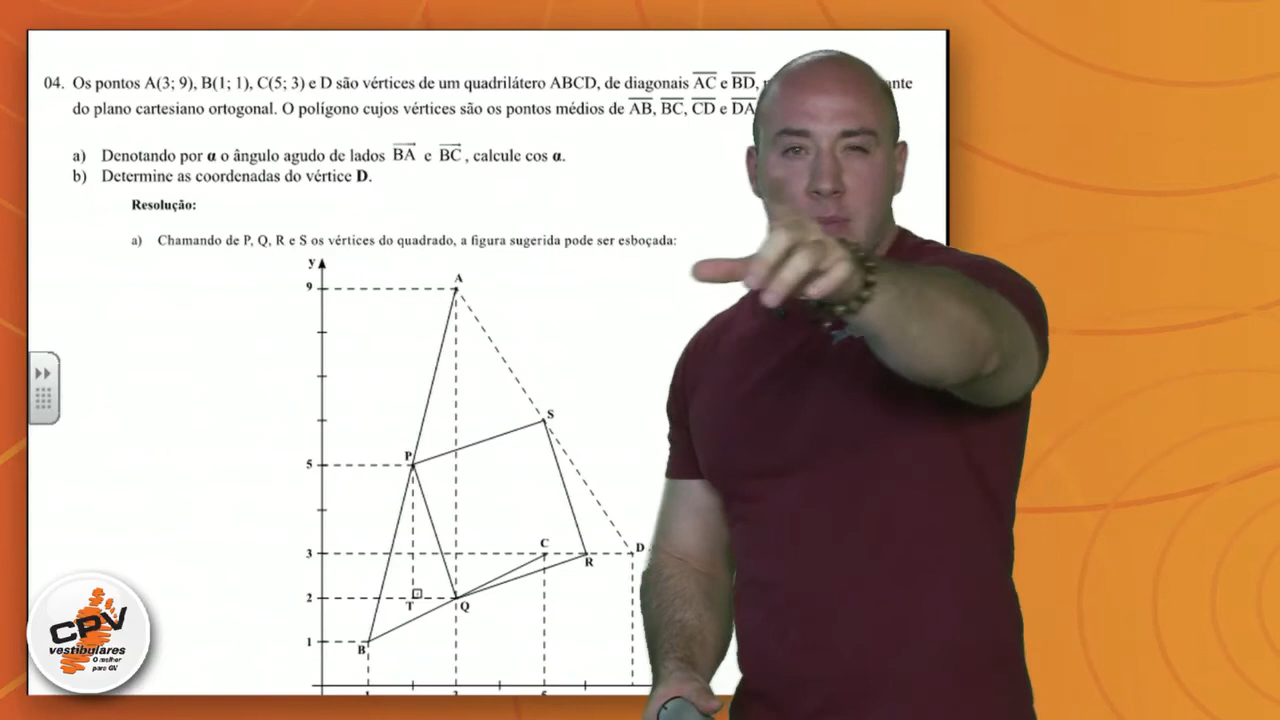 04. Os pontos A(3; 9), B(1; 1), C(5; 3) e D são vértices de um quadrilátero ABCD, de diagonais AC e BD,
do plano cartesiano ortogonal. O polígono cujos vértices são os pontos médios de AB, BC, CD e DA
a) Denotando por α o ângulo agudo de lados BA e BC, calcule cos α.
b) Determine as coordenadas do vértice D.
Resolução:
a) Chamando de P, Q, R e S os vértices do quadrado, a figura sugerida pode ser esboçada:
y
A
9
S
P
5
C
D
3
R
2
T
Q
1
B
CPV
vestibulares
O melhor
para GV